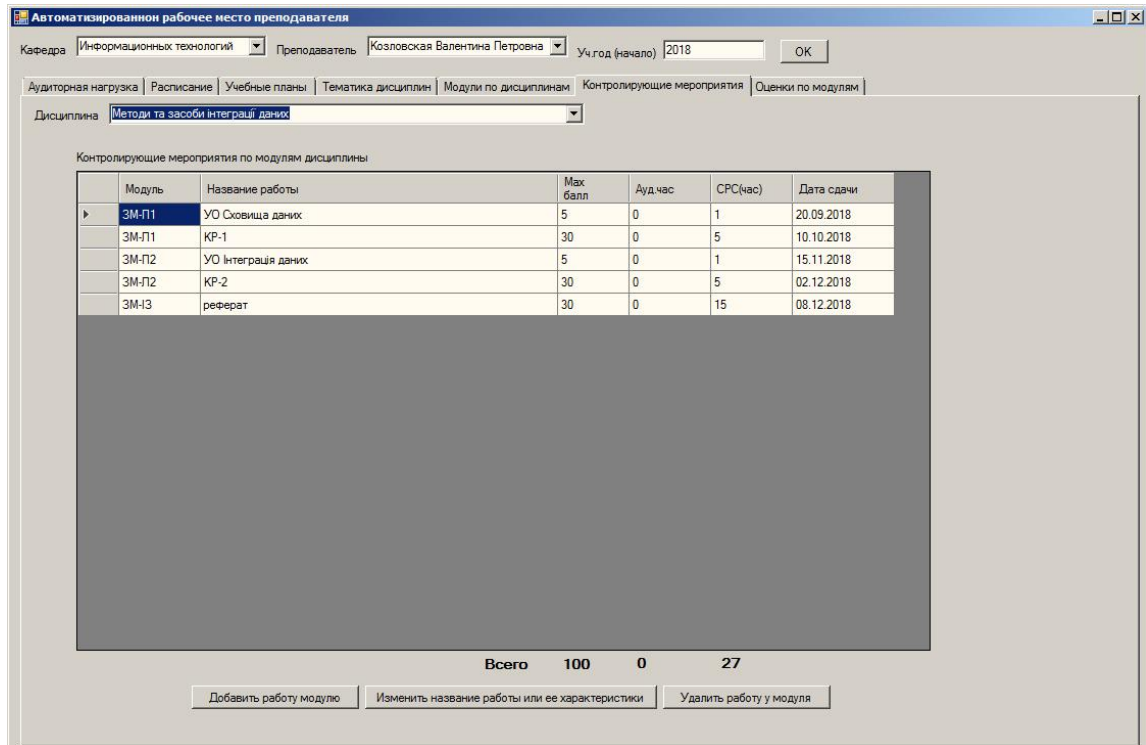 Автоматизированнон рабочее место преподавателя
Кафедра Информационных технологий Преподаватель Козловская Валентина Петровна Уч.год (начало) 2018 OK
Аудиторная нагрузка Расписание Учебные планы Тематика дисциплин Модули по дисциплинам Контролирующие мероприятия Оценки по модулям
Дисциплина Методи та засоби інтеграції даних
Контролирующие мероприятия по модулям дисциплины
Модуль Название работы Max балл Ауд.час СРС(час) Дата сдачи
ЗМ-П1 УО Сховища даних 5 0 1 20.09.2018
ЗМ-П1 КР-1 30 0 5 10.10.2018
ЗМ-П2 УО Інтеграція даних 5 0 1 15.11.2018
ЗМ-П2 КР-2 30 0 5 02.12.2018
ЗМ-ІЗ реферат 30 0 15 08.12.2018
Всего 100 0 27
Добавить работу модулю Изменить название работы или ее характеристики Удалить работу у модуля